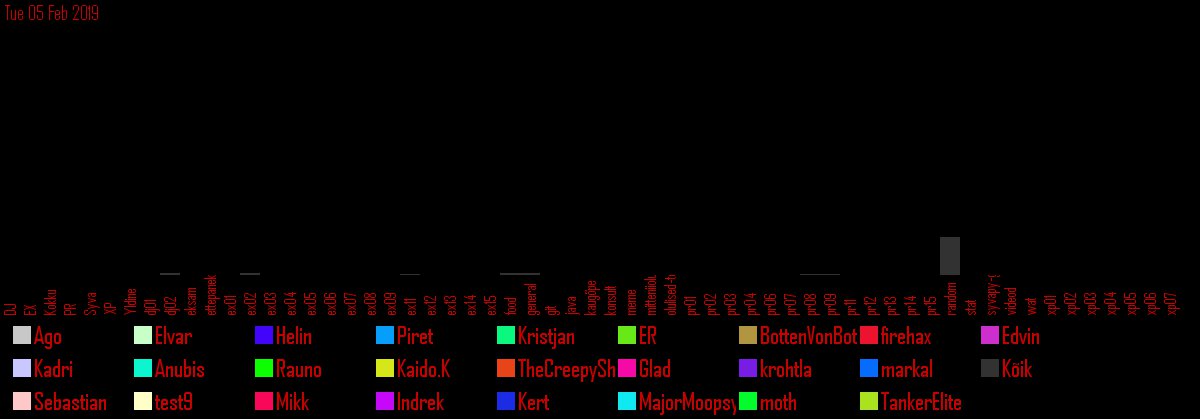 Tue 05 Feb 2019
DJ EX Kokku PR Syva XP Yldine dj01 dj02 eksam ettepanek ex01 ex02 ex03 ex04 ex05 ex06 ex07 ex08 ex09 ex11 ex12 ex13 ex14 ex15 food general git java kaugõpe konsult meme olulised-t pr01 pr02 pr03 pr04 pr06 pr07 pr08 pr09 pr11 pr12 pr13 pr14 pr15 random stat syvapy videod wat xp01 xp02 xp03 xp04 xp05 xp06 xp07
Ago Elvar Helin Piret Kristjan ER BottenVonBot firehax Edvin
Kadri Anubis Rauno Kaido.K TheCreepySh Glad krohtla markal Kõik
Sebastian test9 Mikk Indrek Kert MajorMoopsy moth TankerElite